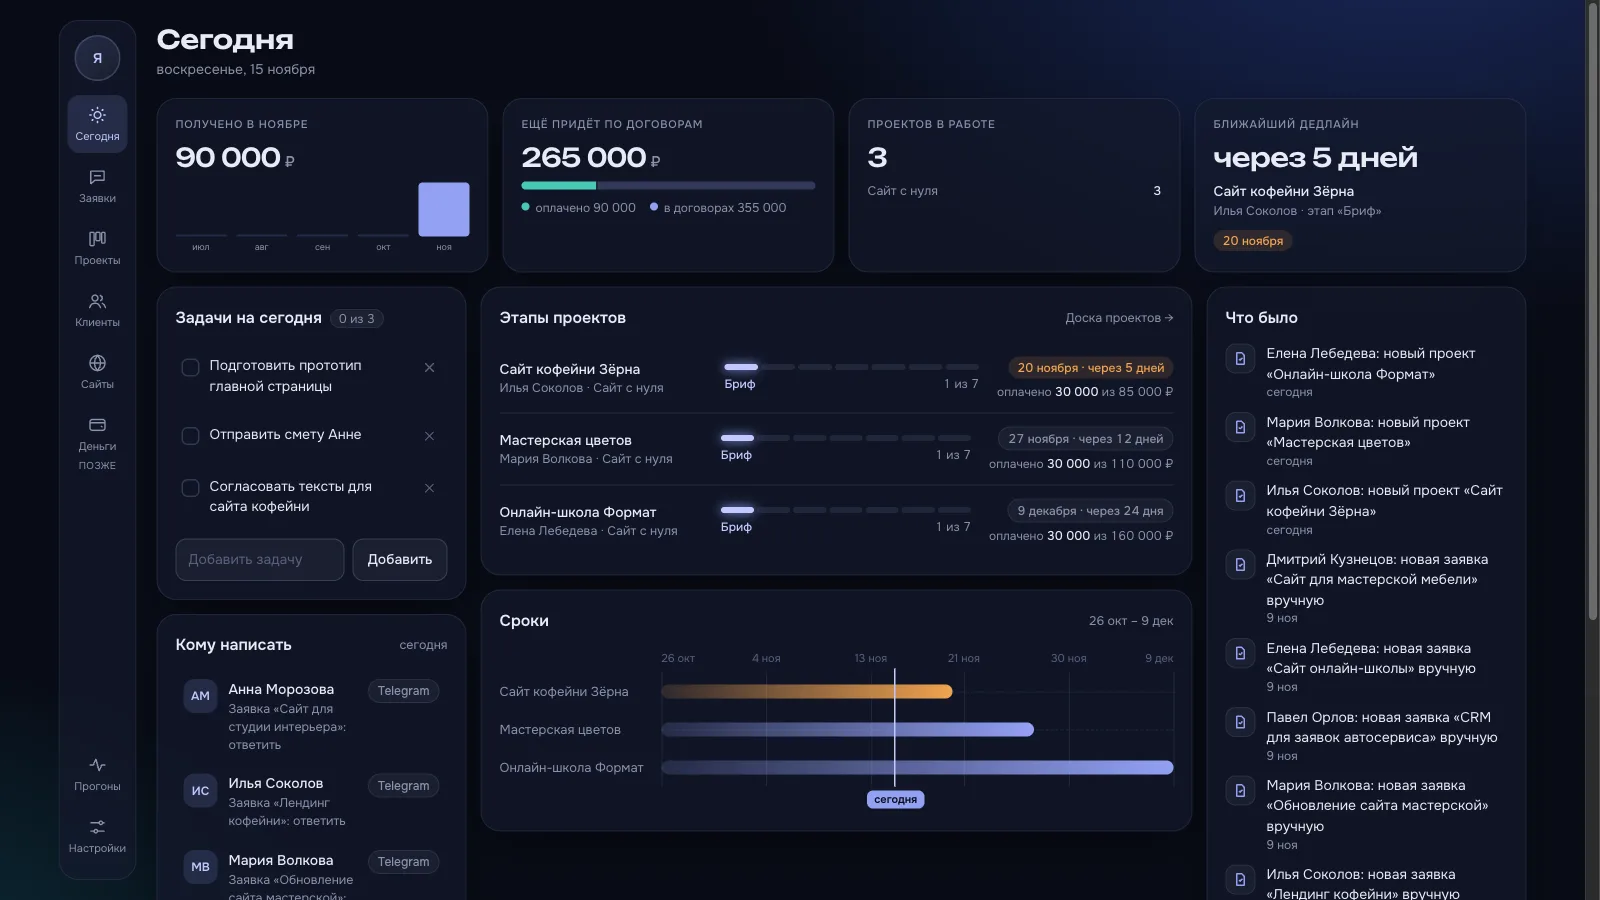 Я
Сегодня
Заявки
Проекты
Клиенты
Сайты
Деньги
ПОЗЖЕ
Прогоны
Настройки
Сегодня
воскресенье, 15 ноября
ПОЛУЧЕНО В НОЯБРЕ
90 000 ₽
июл авг сен окт ноя
ЕЩЁ ПРИДЁТ ПО ДОГОВОРАМ
265 000 ₽
оплачено 90 000 в договорах 355 000
ПРОЕКТОВ В РАБОТЕ
3
Сайт с нуля 3
БЛИЖАЙШИЙ ДЕДЛАЙН
через 5 дней
Сайт кофейни Зёрна
Илья Соколов · этап «Бриф»
20 ноября
Задачи на сегодня 0 из 3
Подготовить прототип
главной страницы
Отправить смету Анне
Согласовать тексты для
сайта кофейни
Добавить задачу Добавить
Кому написать сегодня
АМ
Анна Морозова Telegram
Заявка «Сайт для
студии интерьера»:
ответить
ИС
Илья Соколов Telegram
Заявка «Лендинг
кофейни»: ответить
МВ
Мария Волкова Telegram
Заявка «Обновление
сайта мастерской»:
Этапы проектов Доска проектов →
Сайт кофейни Зёрна
Илья Соколов · Сайт с нуля
Бриф 1 из 7
20 ноября · через 5 дней
оплачено 30 000 из 85 000 ₽
Мастерская цветов
Мария Волкова · Сайт с нуля
Бриф 1 из 7
27 ноября · через 12 дней
оплачено 30 000 из 110 000 ₽
Онлайн-школа Формат
Елена Лебедева · Сайт с нуля
Бриф 1 из 7
9 декабря · через 24 дня
оплачено 30 000 из 160 000 ₽
Сроки 26 окт – 9 дек
26 окт 4 ноя 13 ноя 21 ноя 30 ноя 9 дек
Сайт кофейни Зёрна
Мастерская цветов
Онлайн-школа Формат
сегодня
Что было
Елена Лебедева: новый проект
«Онлайн-школа Формат»
сегодня
Мария Волкова: новый проект
«Мастерская цветов»
сегодня
Илья Соколов: новый проект «Сайт
кофейни Зёрна»
сегодня
Дмитрий Кузнецов: новая заявка
«Сайт для мастерской мебели»
вручную
9 ноя
Елена Лебедева: новая заявка
«Сайт онлайн-школы» вручную
9 ноя
Павел Орлов: новая заявка «CRM
для заявок автосервиса» вручную
9 ноя
Мария Волкова: новая заявка
«Обновление сайта мастерской»
вручную
9 ноя
Илья Соколов: новая заявка
«Лендинг кофейни» вручную